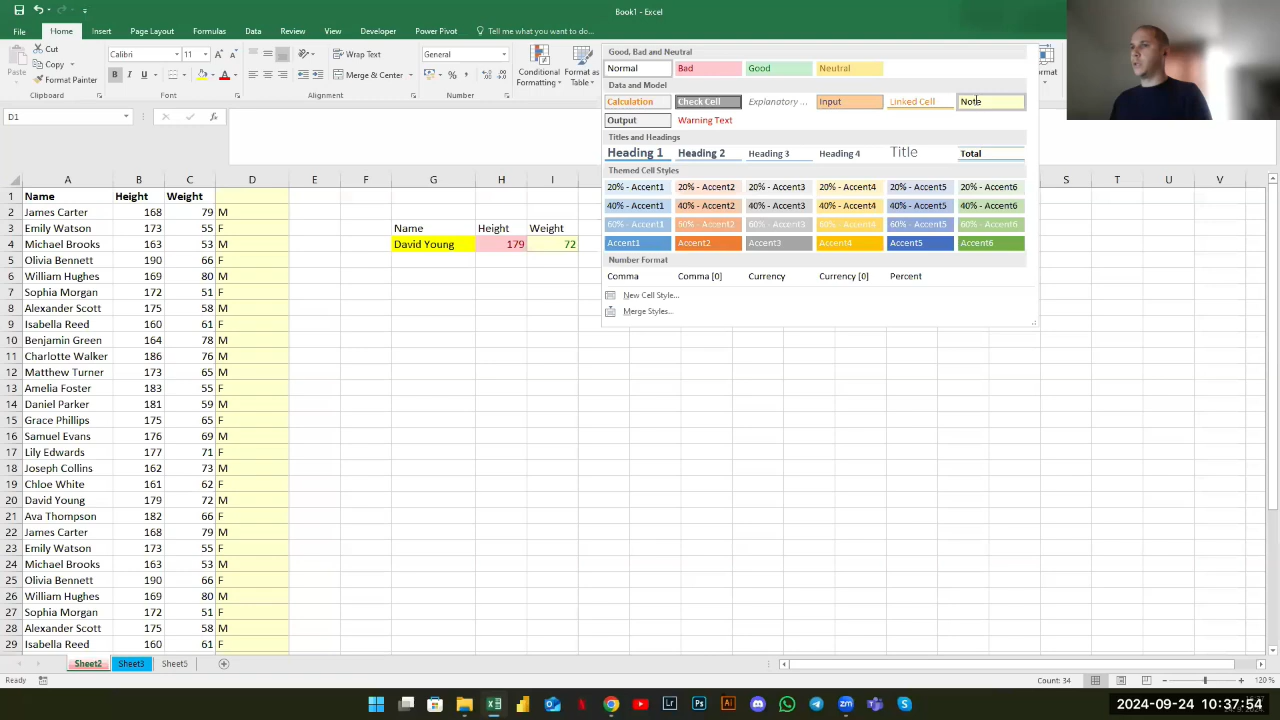 Book1 - Excel
File Home Insert Page Layout Formulas Data Review View Developer Power Pivot Tell me what you want to do...
Paste Cut Copy Format Painter Clipboard
Calibri 11 B I U Font
Wrap Text Merge & Center Alignment
General % Number
Conditional Formatting Format as Table
Good, Bad and Neutral
Normal Bad Good Neutral
Data and Model
Calculation Check Cell Explanatory ... Input Linked Cell Note
Output Warning Text
Titles and Headings
Heading 1 Heading 2 Heading 3 Heading 4 Title Total
Themed Cell Styles
20% - Accent1 20% - Accent2 20% - Accent3 20% - Accent4 20% - Accent5 20% - Accent6
40% - Accent1 40% - Accent2 40% - Accent3 40% - Accent4 40% - Accent5 40% - Accent6
60% - Accent1 60% - Accent2 60% - Accent3 60% - Accent4 60% - Accent5 60% - Accent6
Accent1 Accent2 Accent3 Accent4 Accent5 Accent6
Number Format
Comma Comma [0] Currency Currency [0] Percent
New Cell Style...
Merge Styles...
D1 fx
A B C D E F G H I S T U V
1 Name Height Weight
2 James Carter 168 79 M
3 Emily Watson 173 55 F Name Height Weight
4 Michael Brooks 163 53 M David Young 179 72
5 Olivia Bennett 190 66 F
6 William Hughes 169 80 M
7 Sophia Morgan 172 51 F
8 Alexander Scott 175 58 M
9 Isabella Reed 160 61 F
10 Benjamin Green 164 78 M
11 Charlotte Walker 186 76 M
12 Matthew Turner 173 65 M
13 Amelia Foster 183 55 F
14 Daniel Parker 181 59 M
15 Grace Phillips 175 65 F
16 Samuel Evans 176 69 M
17 Lily Edwards 177 71 F
18 Joseph Collins 162 73 M
19 Chloe White 161 62 F
20 David Young 179 72 M
21 Ava Thompson 182 66 F
22 James Carter 168 79 M
23 Emily Watson 173 55 F
24 Michael Brooks 163 53 M
25 Olivia Bennett 190 66 F
26 William Hughes 169 80 M
27 Sophia Morgan 172 51 F
28 Alexander Scott 175 58 M
29 Isabella Reed 160 61 F
Sheet2 Sheet3 Sheet5
Ready Count: 34 120 %
2024-09-24 10:37:54